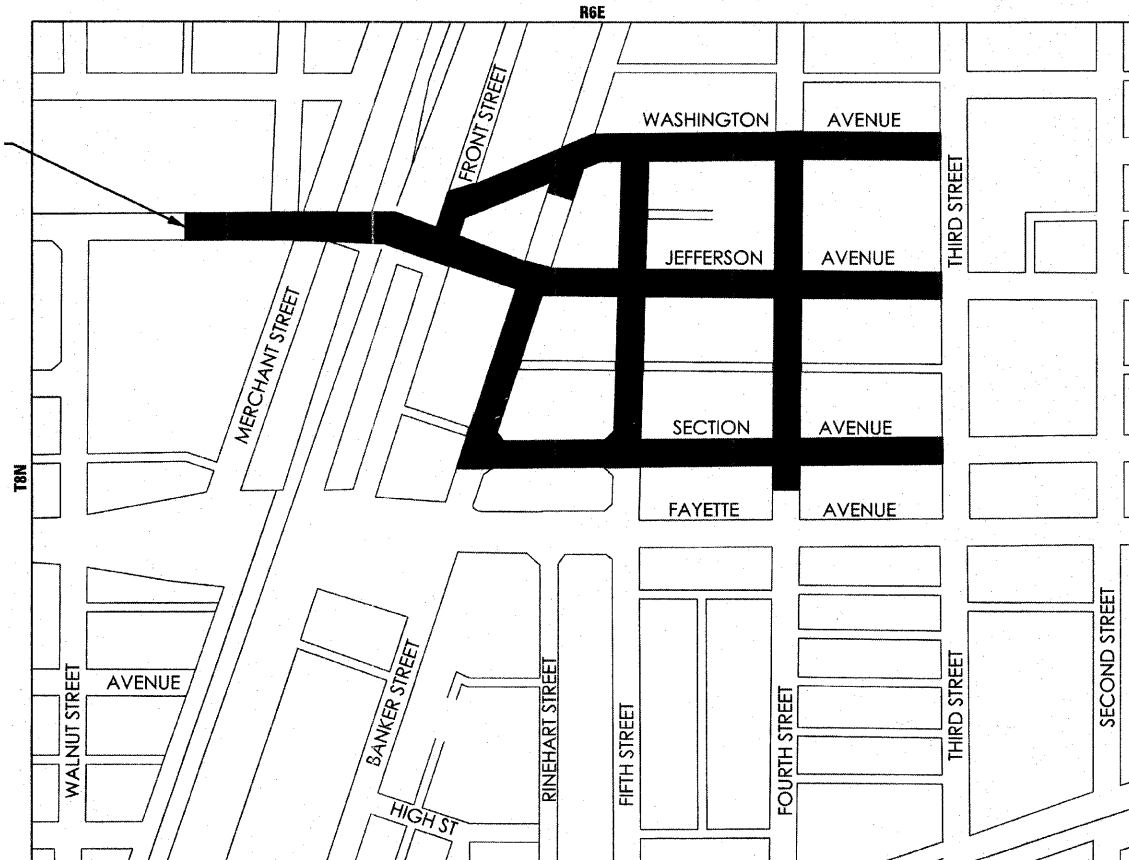 R6E
FRONT STREET
WASHINGTON AVENUE
THIRD STREET
JEFFERSON AVENUE
MERCHANT STREET
SECTION AVENUE
T8N
FAYETTE AVENUE
WALNUT STREET
AVENUE
BANKER STREET
RINEHART STREET
FIFTH STREET
FOURTH STREET
THIRD STREET
SECOND STREET
HIGH ST